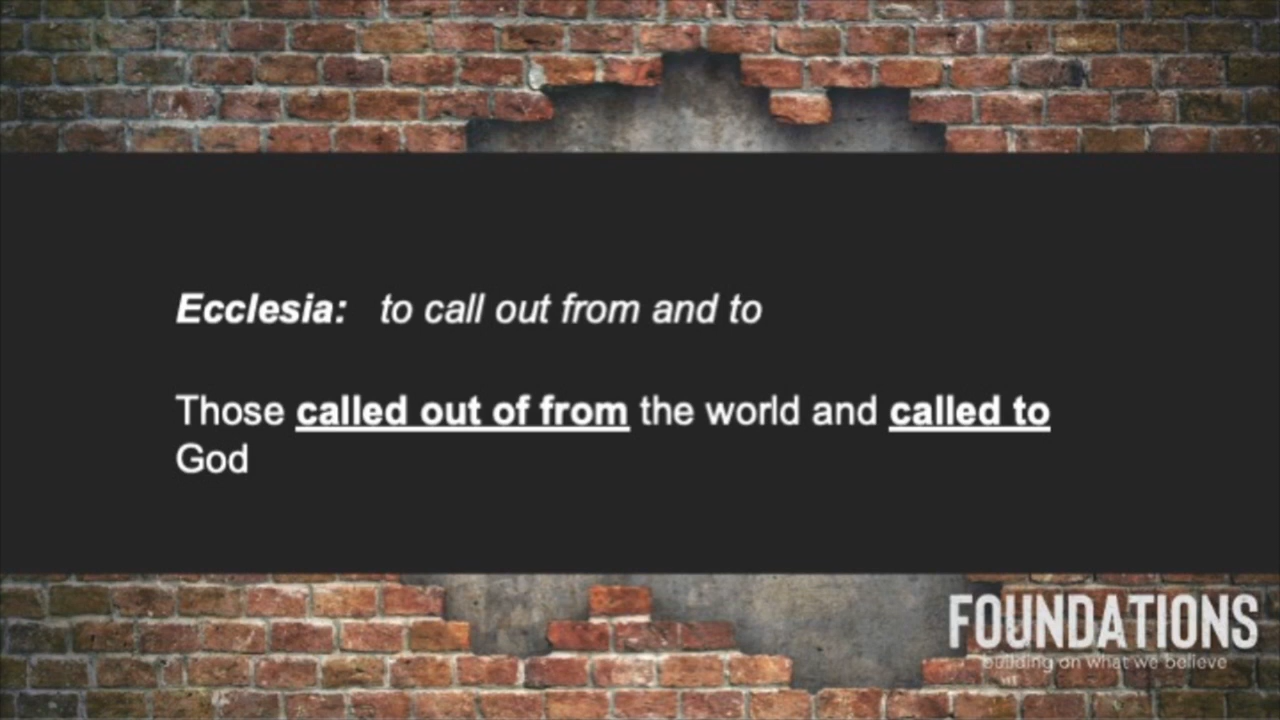 Ecclesia: to call out from and to
Those called out of from the world and called to
God
FOUNDATIONS
building on what we believe